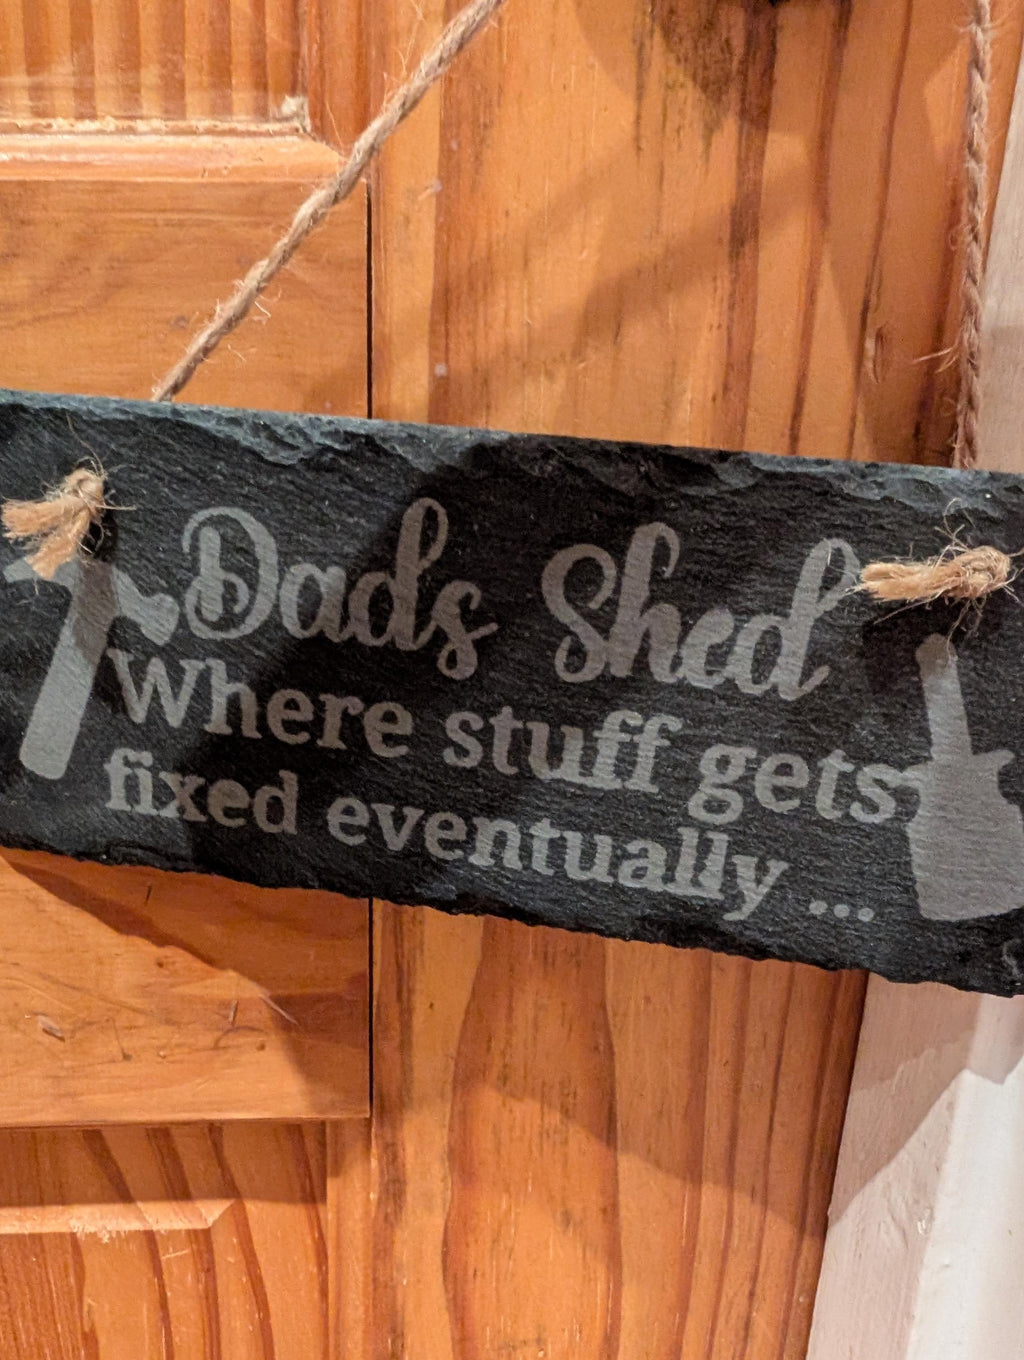 Dads Shed
Where stuff gets
fixed eventually ...